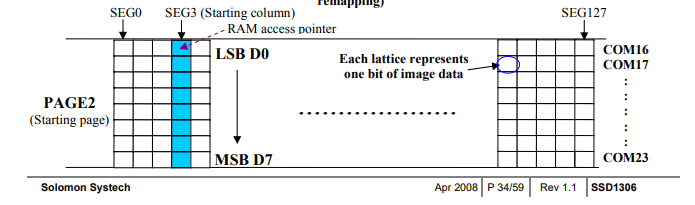 remapping)
SEG0
SEG3 (Starting column)
SEG127
RAM access pointer
LSB D0
Each lattice represents
one bit of image data
COM16
COM17
:
:
:
:
:
COM23
PAGE2
(Starting page)
.....................
MSB D7
Solomon Systech
Apr 2008 | P 34/59 | Rev 1.1 | SSD1306